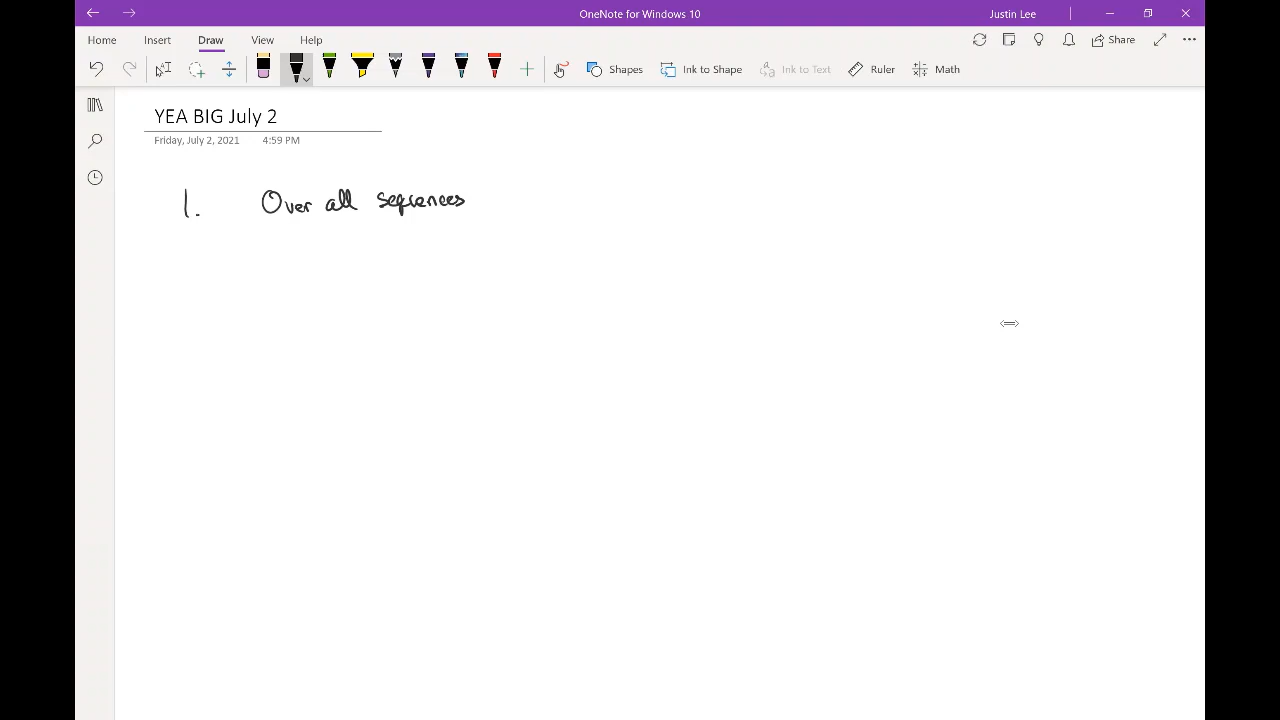 OneNote for Windows 10
Justin Lee
Home Insert Draw View Help
Share
Shapes Ink to Shape Ink to Text Ruler Math
YEA BIG July 2
Friday, July 2, 2021 4:59 PM
1. Over all sequences